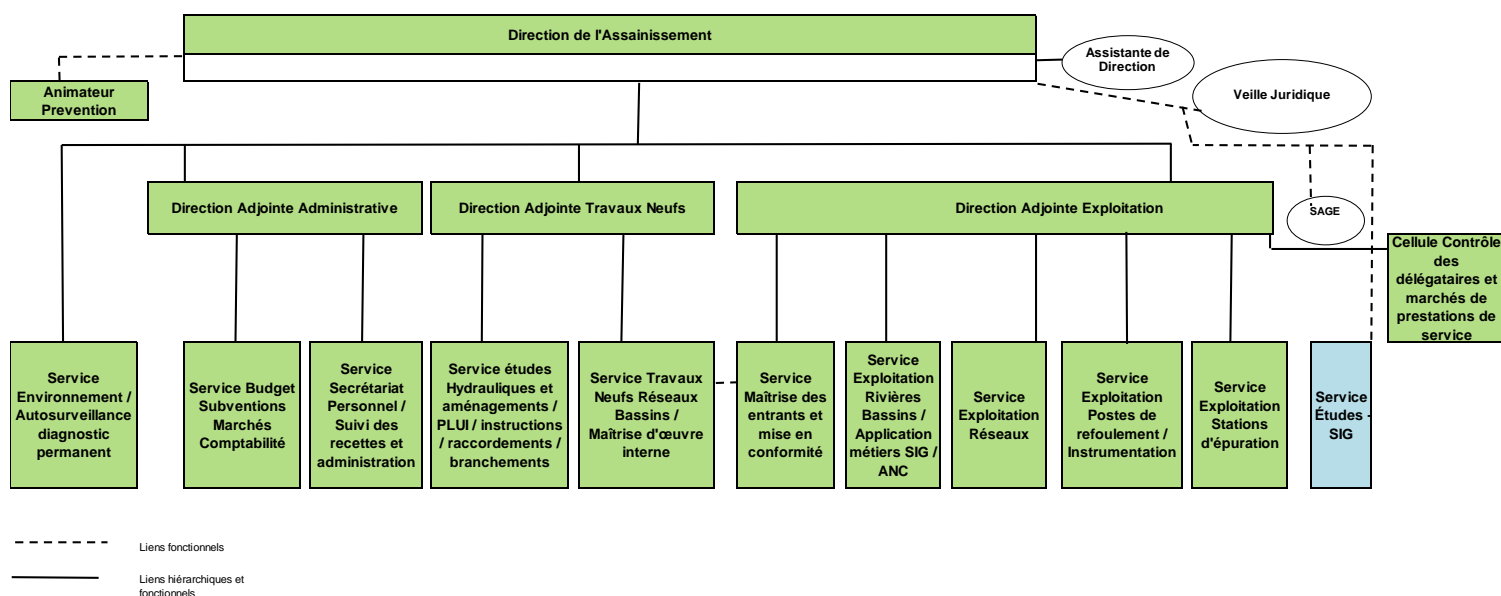 Direction de l'Assainissement
Assistante de
Direction
Veille Juridique
Animateur
Prevention
Direction Adjointe Administrative
Direction Adjointe Travaux Neufs
Direction Adjointe Exploitation
SAGE
Cellule Contrôle
des
délégataires et
marchés de
prestations de
service
Service
Environnement /
Autosurveillance
diagnostic
permanent
Service Budget
Subventions
Marchés
Comptabilité
Service
Secrétariat
Personnel /
Suivi des
recettes et
administration
Service études
Hydrauliques et
aménagements /
PLUI / instructions
/ raccordements /
branchements
Service Travaux
Neufs Réseaux
Bassins /
Maîtrise d'œuvre
interne
Service
Maîtrise des
entrants et
mise en
conformité
Service
Exploitation
Rivières
Bassins /
Application
métiers SIG /
ANC
Service
Exploitation
Réseaux
Service
Exploitation
Postes de
refoulement /
Instrumentation
Service
Exploitation
Stations
d'épuration
Service
Études -
SIG
Liens fonctionnels
Liens hiérarchiques et
fonctionnels